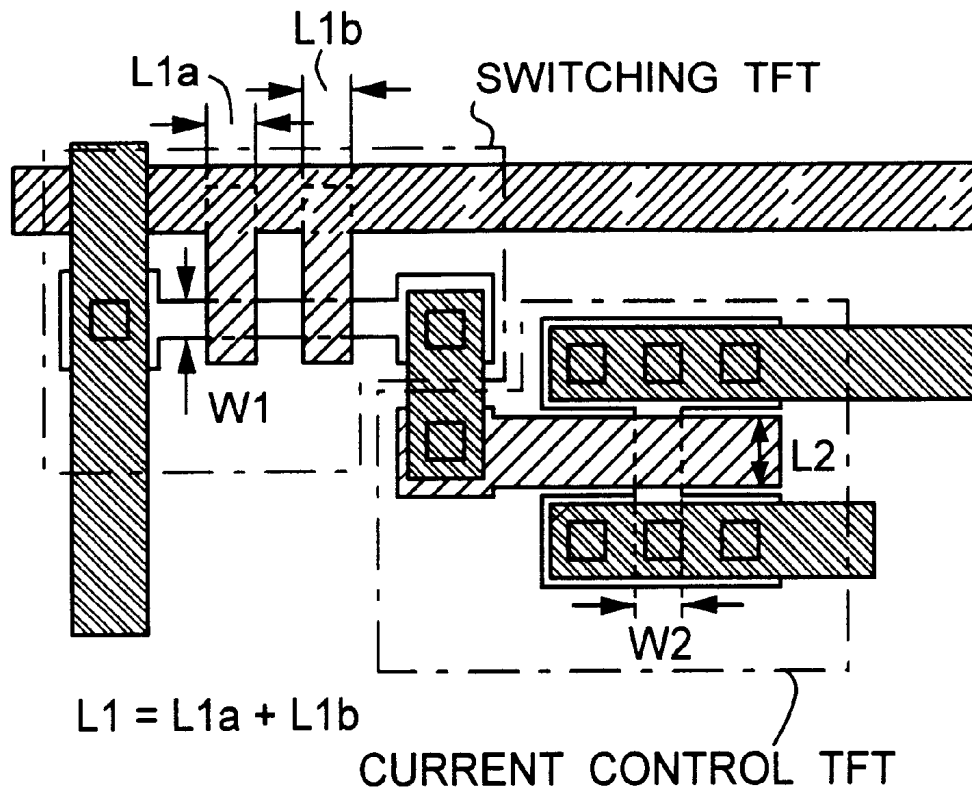 L1b
L1a
SWITCHING TFT
W1
L2
W2
L1 = L1a + L1b
CURRENT CONTROL TFT